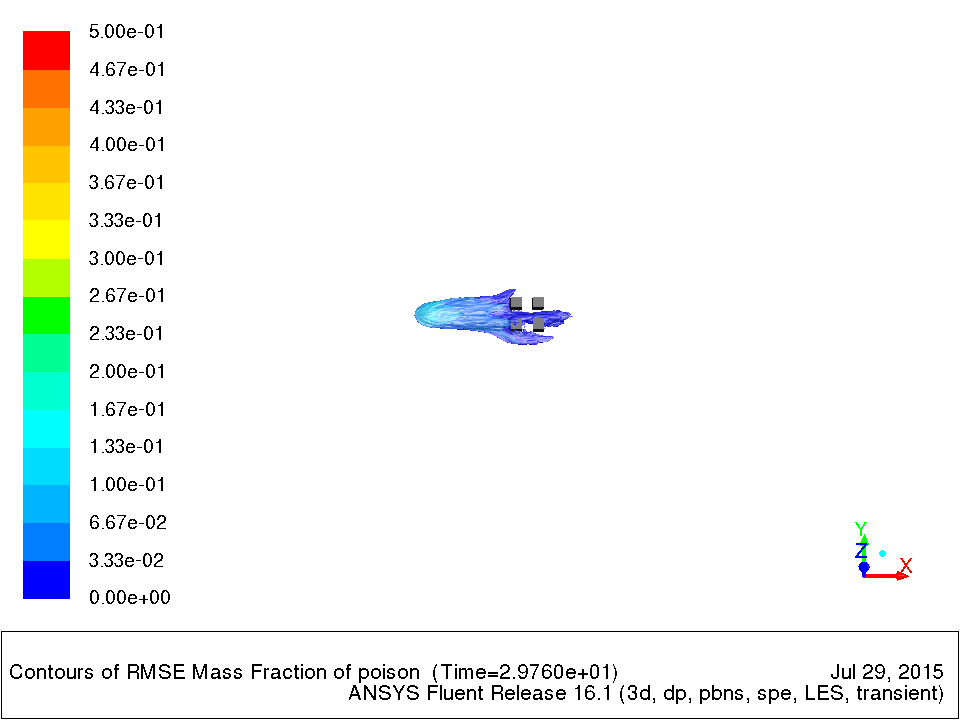 5.00e-01
4.67e-01
4.33e-01
4.00e-01
3.67e-01
3.33e-01
3.00e-01
2.67e-01
2.33e-01
2.00e-01
1.67e-01
1.33e-01
1.00e-01
6.67e-02
3.33e-02
0.00e+00
Y
Z
X
Contours of RMSE Mass Fraction of poison (Time=2.9760e+01) Jul 29, 2015
ANSYS Fluent Release 16.1 (3d, dp, pbns, spe, LES, transient)